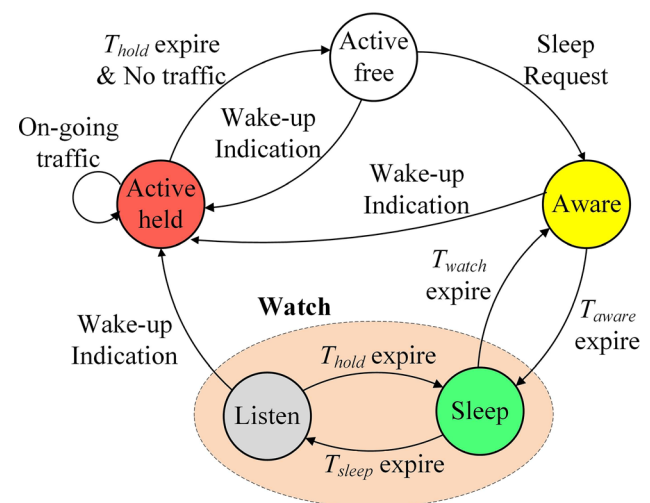 T_hold expire
& No traffic
Active
free
Sleep
Request
Wake-up
Indication
On-going
traffic
Active
held
Wake-up
Indication
Aware
T_watch
expire
T_aware
expire
Watch
Wake-up
Indication
T_hold expire
Listen
Sleep
T_sleep expire